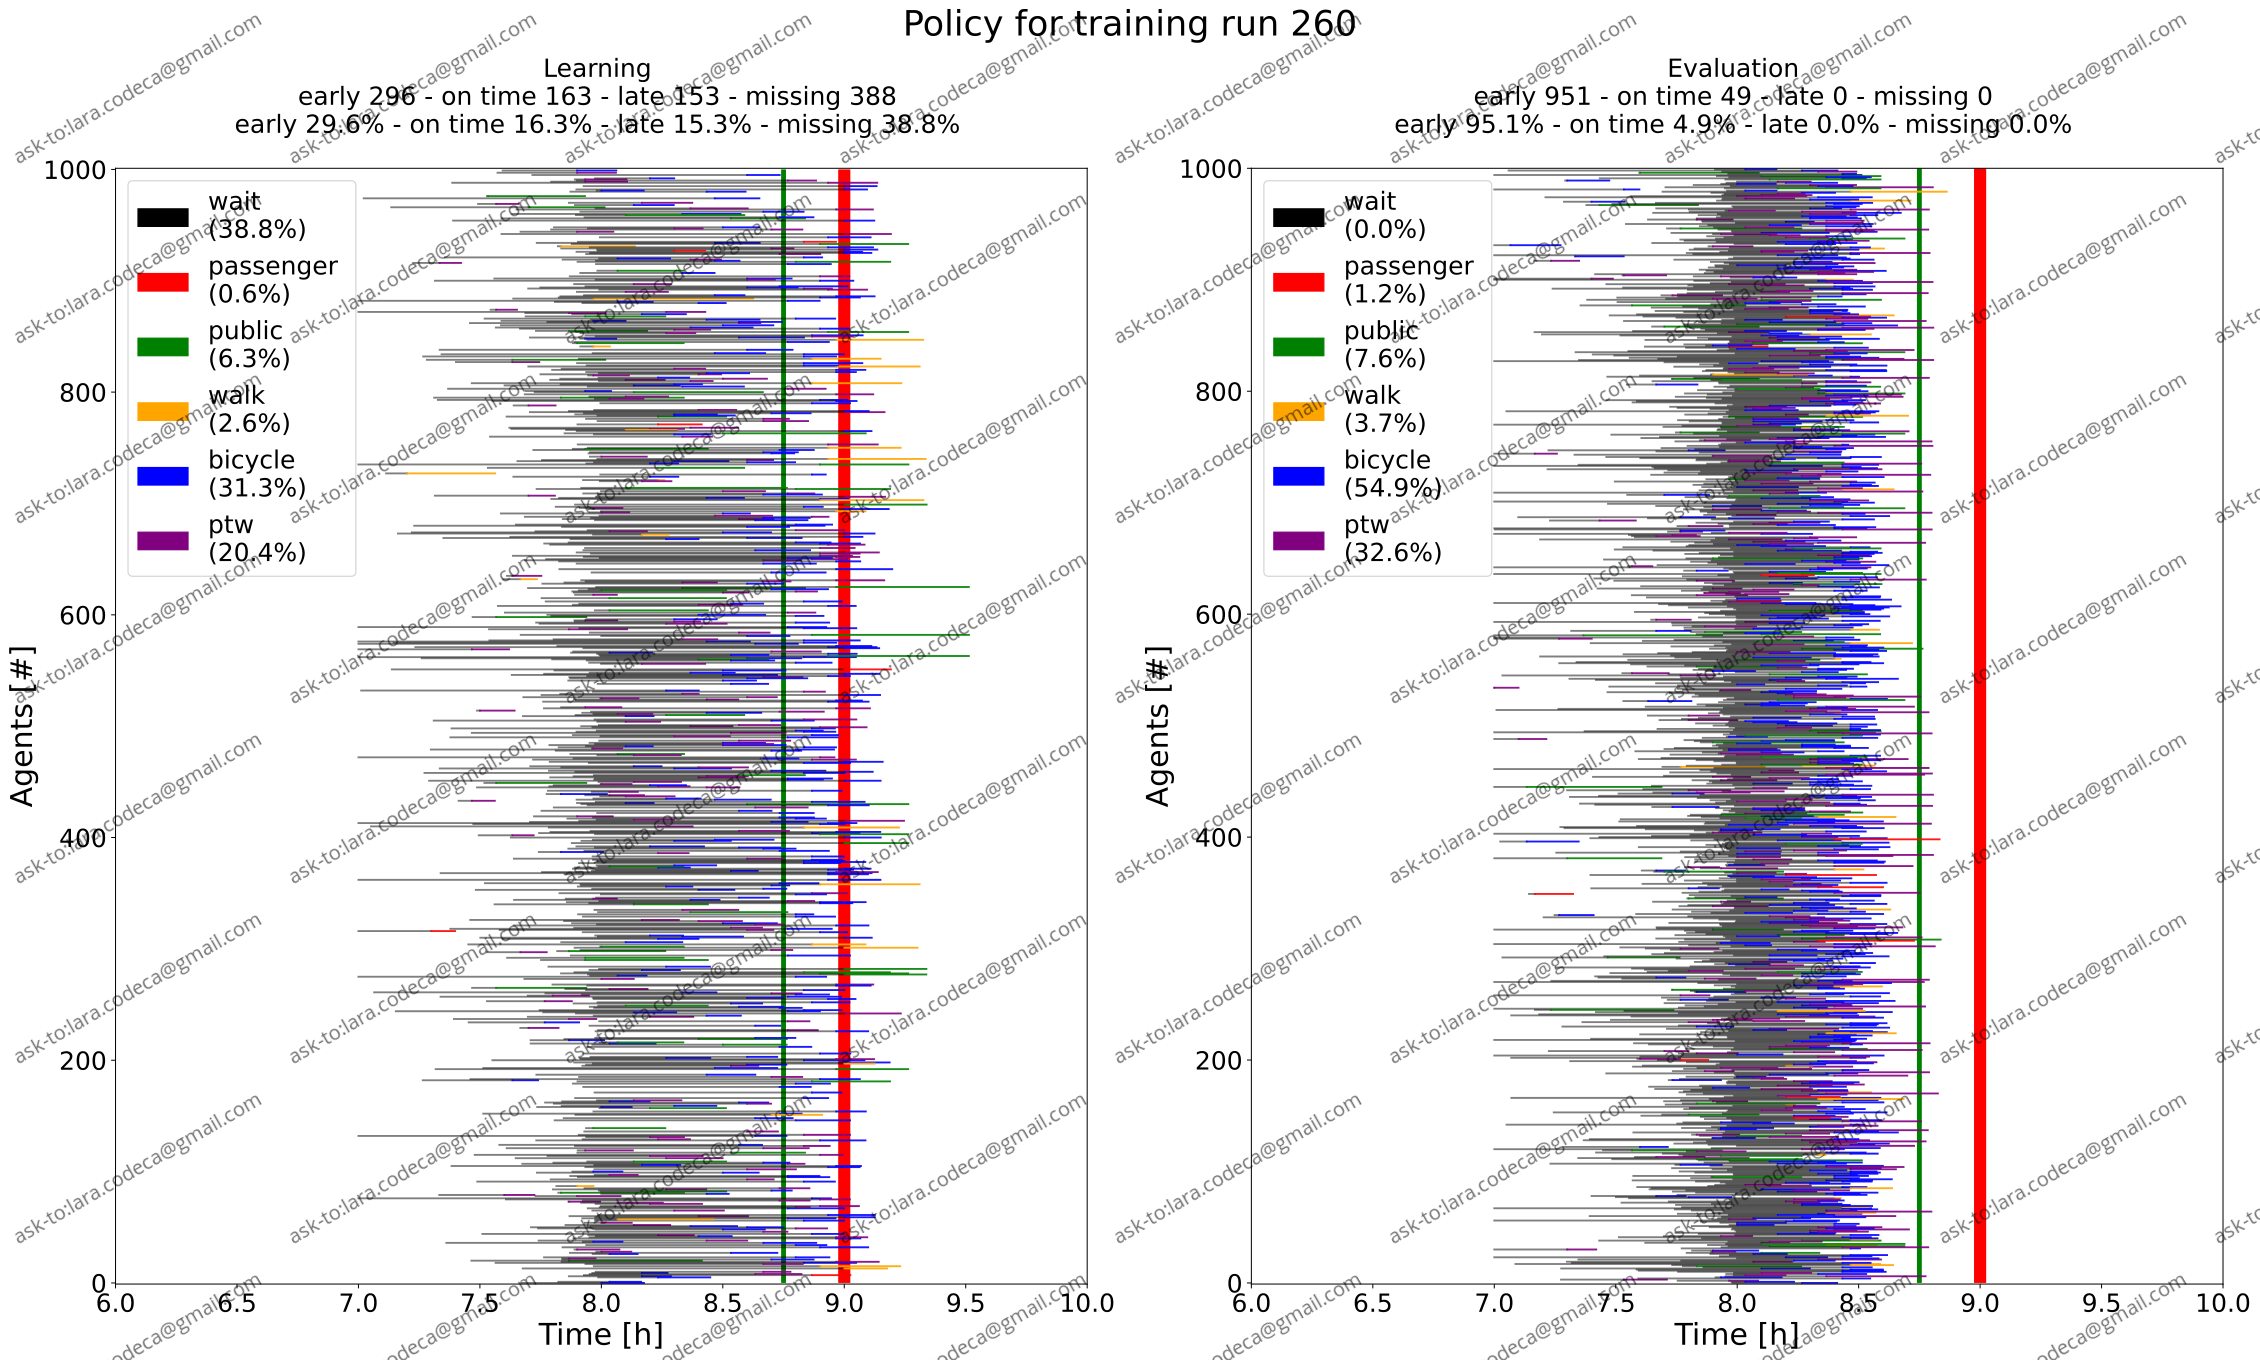 Policy for training run 260
Learning
early 296 - on time 163 - late 153 - missing 388
early 29.6% - on time 16.3% - late 15.3% - missing 38.8%
1000
800
600
400
200
0
Agents [#]
wait
(38.8%)
passenger
(0.6%)
public
(6.3%)
walk
(2.6%)
bicycle
(31.3%)
ptw
(20.4%)
6.0 6.5 7.0 7.5 8.0 8.5 9.0 9.5 10.0
Time [h]
Evaluation
early 951 - on time 49 - late 0 - missing 0
early 95.1% - on time 4.9% - late 0.0% - missing 0.0%
1000
800
600
400
200
0
Agents [#]
wait
(0.0%)
passenger
(1.2%)
public
(7.6%)
walk
(3.7%)
bicycle
(54.9%)
ptw
(32.6%)
6.0 6.5 7.0 7.5 8.0 8.5 9.0 9.5 10.0
Time [h]
ask-to:lara.codeca@gmail.com